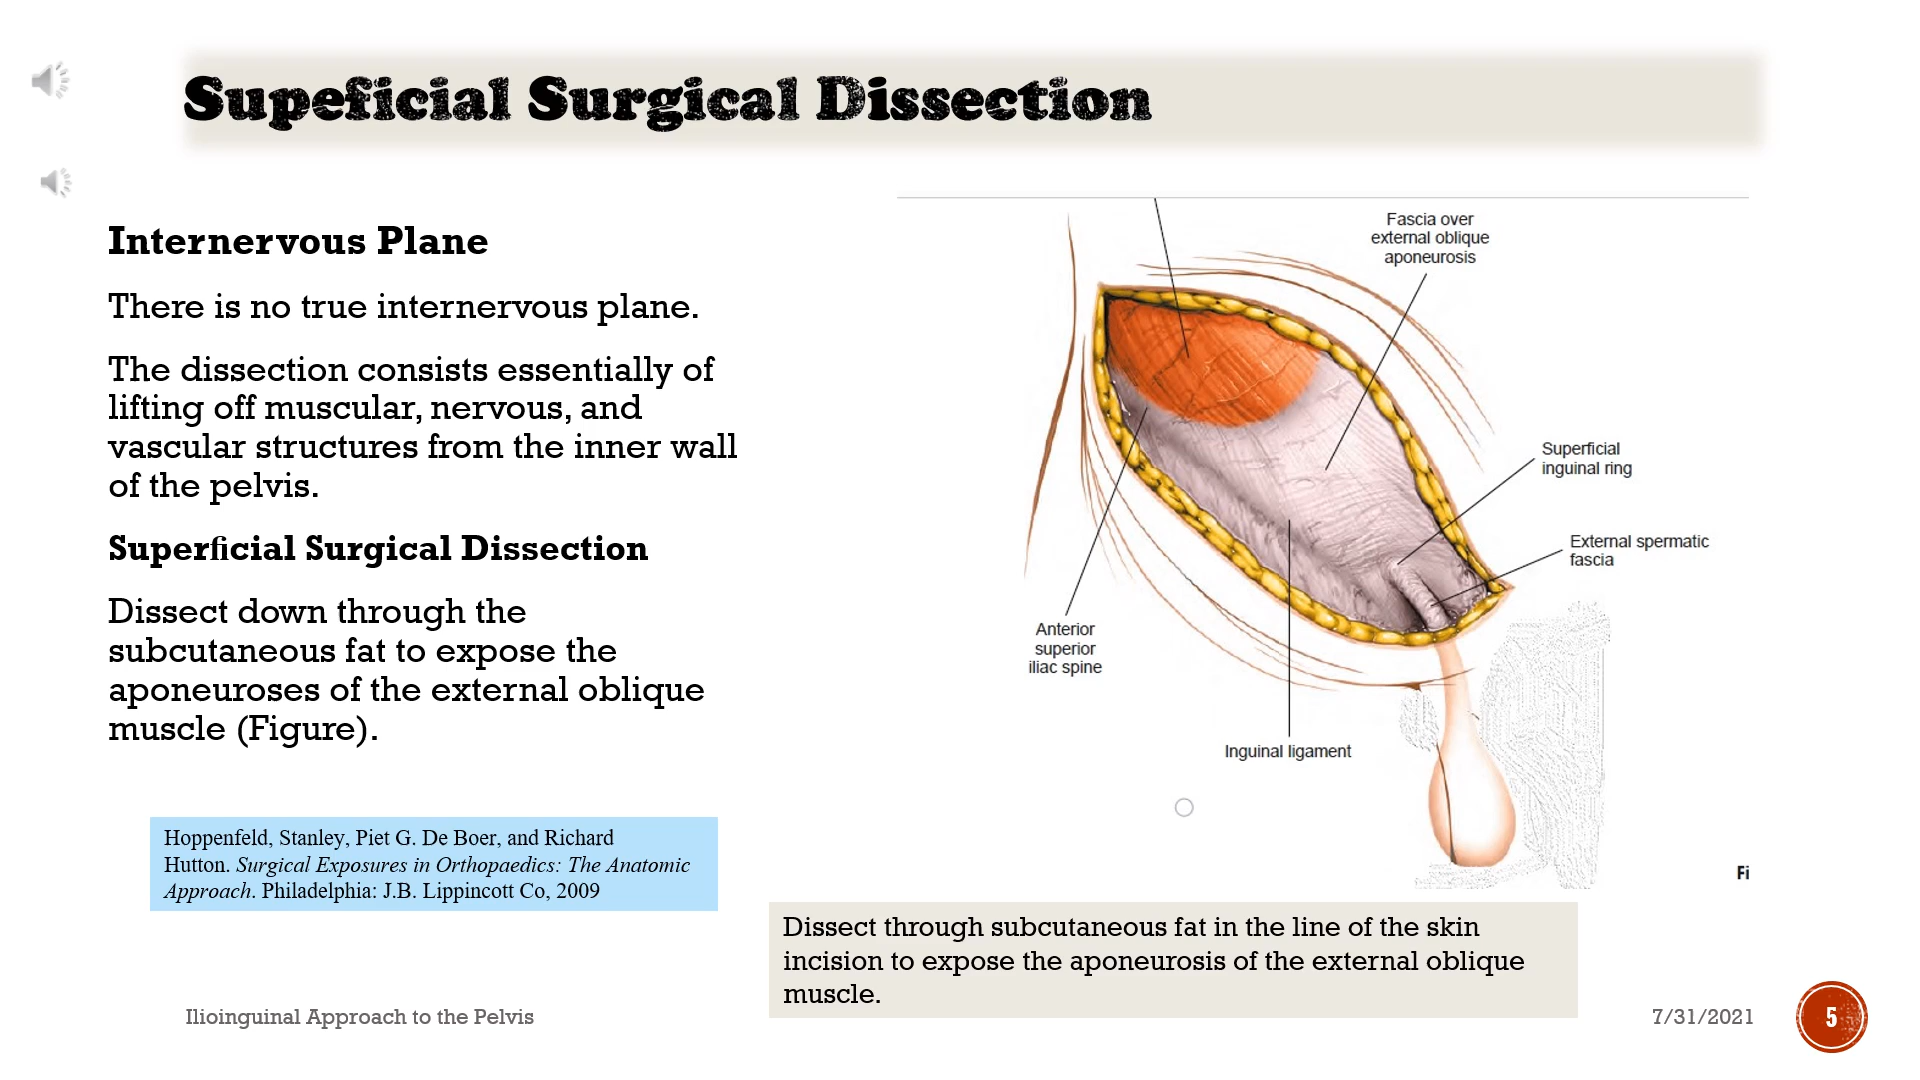 Supeficial Surgical Dissection
Internervous Plane
There is no true internervous plane.
The dissection consists essentially of
lifting off muscular, nervous, and
vascular structures from the inner wall
of the pelvis.
Superficial Surgical Dissection
Dissect down through the
subcutaneous fat to expose the
aponeuroses of the external oblique
muscle (Figure).
Hoppenfeld, Stanley, Piet G. De Boer, and Richard
Hutton. Surgical Exposures in Orthopaedics: The Anatomic
Approach. Philadelphia: J.B. Lippincott Co, 2009
Fascia over
external oblique
aponeurosis
Superficial
inguinal ring
External spermatic
fascia
Anterior
superior
iliac spine
Inguinal ligament
Fi
Dissect through subcutaneous fat in the line of the skin
incision to expose the aponeurosis of the external oblique
muscle.
Ilioinguinal Approach to the Pelvis
7/31/2021
5